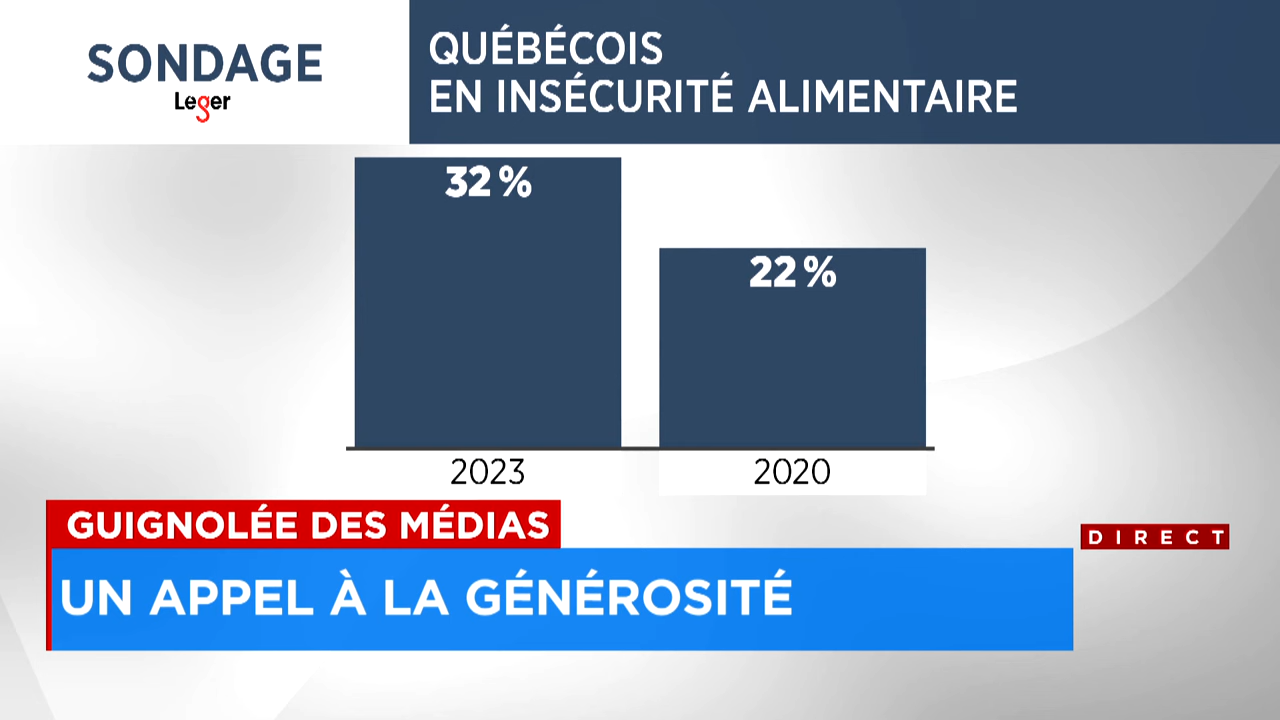 SONDAGE
Leger
QUÉBÉCOIS
EN INSÉCURITÉ ALIMENTAIRE
32 %
22 %
2023
2020
GUIGNOLÉE DES MÉDIAS
DIRECT
UN APPEL À LA GÉNÉROSITÉ